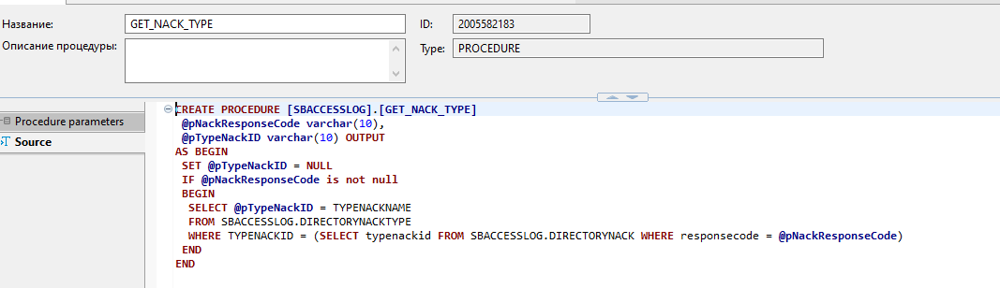 Название: GET_NACK_TYPE ID: 2005582183
Описание процедуры: Type: PROCEDURE
Procedure parameters
Source
CREATE PROCEDURE [SBACCESSLOG].[GET_NACK_TYPE]
@pNackResponseCode varchar(10),
@pTypeNackID varchar(10) OUTPUT
AS BEGIN
SET @pTypeNackID = NULL
IF @pNackResponseCode is not null
BEGIN
SELECT @pTypeNackID = TYPENACKNAME
FROM SBACCESSLOG.DIRECTORYNACKTYPE
WHERE TYPENACKID = (SELECT typenackid FROM SBACCESSLOG.DIRECTORYNACK WHERE responsecode = @pNackResponseCode)
END
END